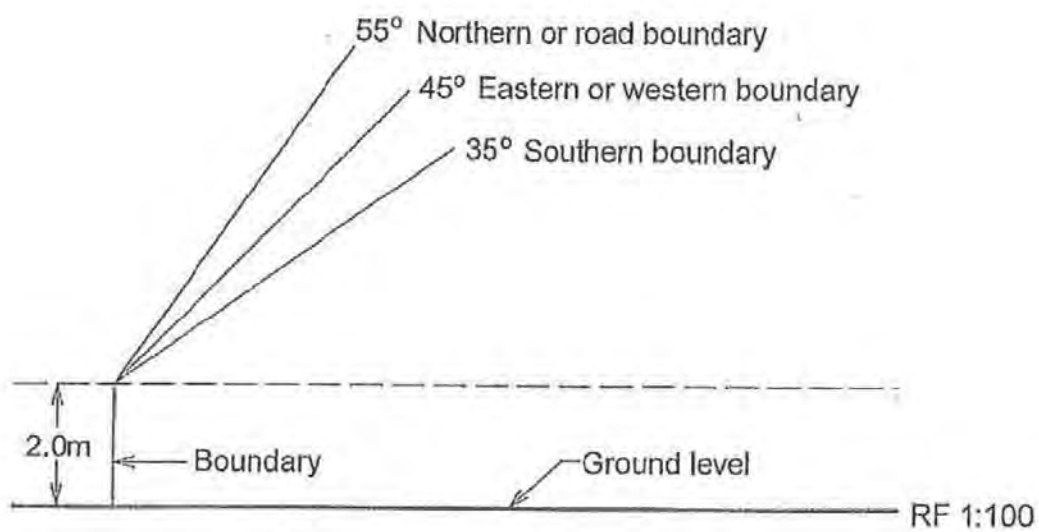 55° Northern or road boundary
45° Eastern or western boundary
35° Southern boundary
2.0m
Boundary
Ground level
RF 1:100